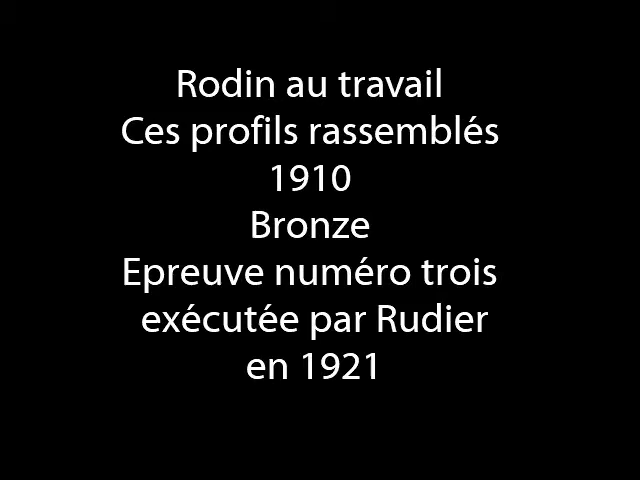 Rodin au travail
Ces profils rassemblés
1910
Bronze
Epreuve numéro trois
exécutée par Rudier
en 1921